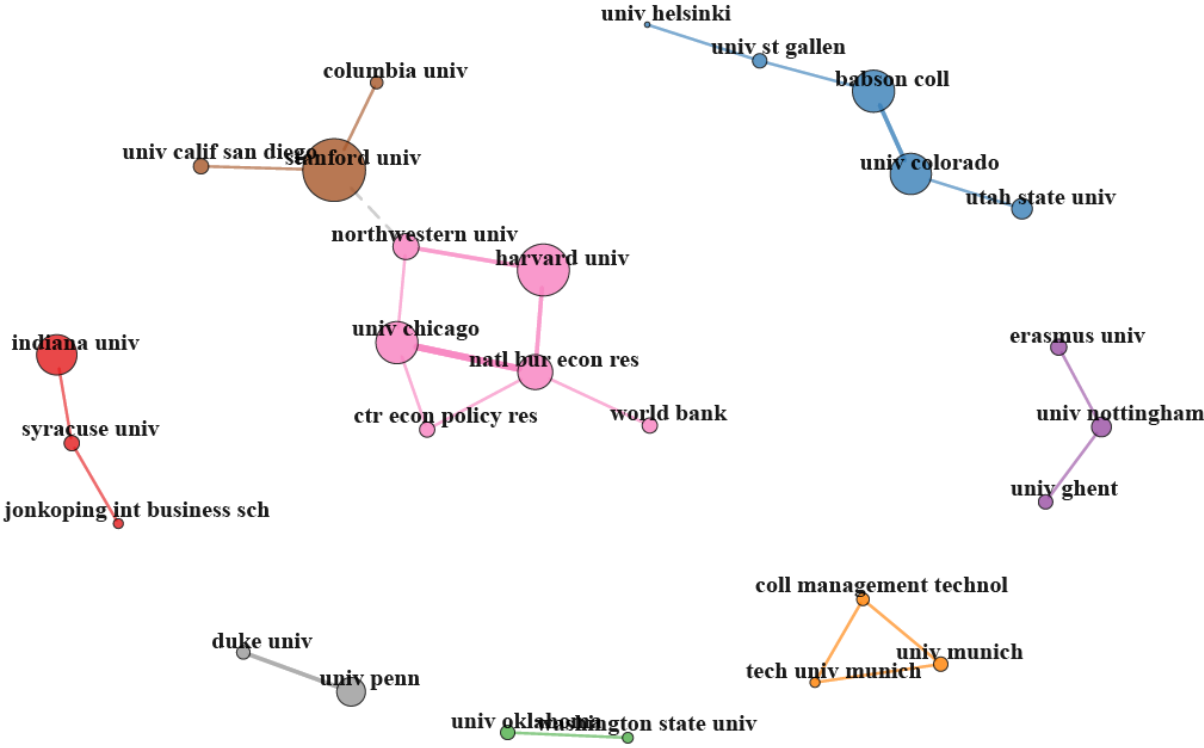 univ helsinki
univ st gallen
columbia univ
babson coll
univ calif san diego
stanford univ
univ colorado
utah state univ
northwestern univ
harvard univ
univ chicago
erasmus univ
indiana univ
natl bur econ res
ctr econ policy res
world bank
univ nottingham
syracuse univ
univ ghent
jonkoping int business sch
coll management technol
duke univ
univ munich
tech univ munich
univ penn
univ oklahoma
washington state univ